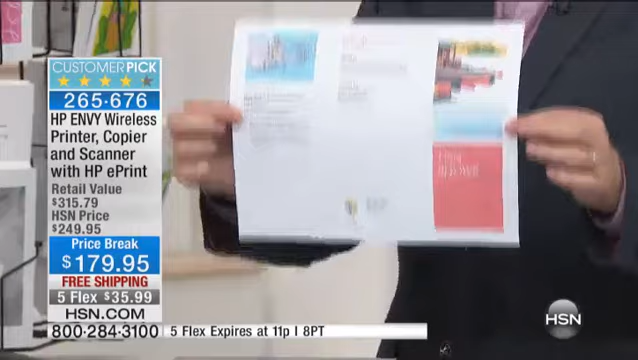 CUSTOMER PICK
265-676
HP ENVY Wireless
Printer, Copier
and Scanner
with HP ePrint
Retail Value
$315.79
HSN Price
$249.95
Price Break
$179.95
FREE SHIPPING
5 Flex $35.99
HSN.COM
800-284-3100 5 Flex Expires at 11p | 8PT
HSN